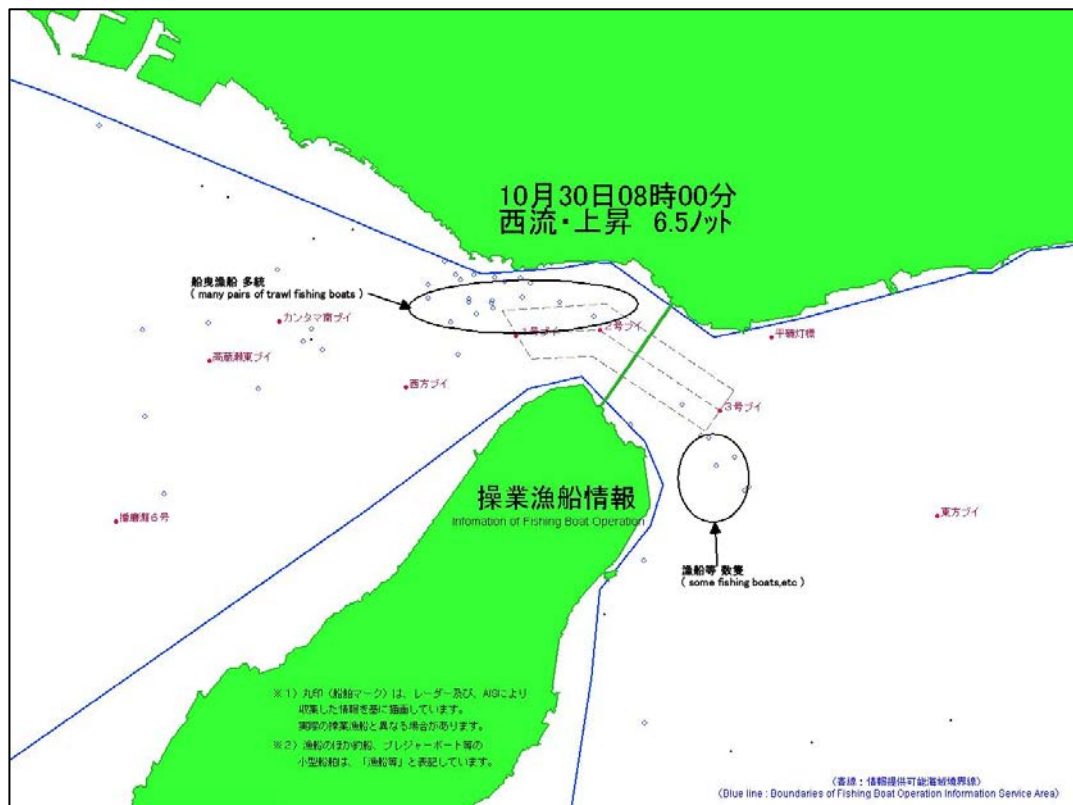 10月30日08時00分
西流・上昇 6.5ノット
船曳漁船 多統
( many pairs of trawl fishing boats )
カンタマ南ブイ
高蔵瀬東ブイ
西方ブイ
1号ブイ
2号ブイ
平磯灯標
3号ブイ
播磨灘6号
東方ブイ
操業漁船情報
Infomation of Fishing Boat Operation
漁船等 数隻
( some fishing boats,etc )
※1) 丸印(船舶マーク)は、レーダー及び、AISにより
収集した情報を基に描画しています。
実際の操業漁船と異なる場合があります。
※2) 漁船のほか釣船、プレジャーボート等の
小型船舶は、「漁船等」と表記しています。
(青線:情報提供可能海域境界線)
(Blue line : Boundaries of Fishing Boat Operation Information Service Area)